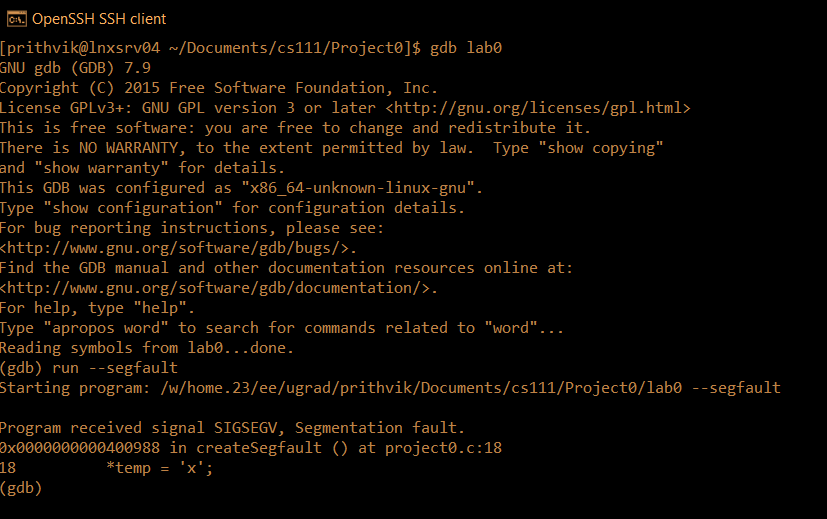 OpenSSH SSH client
[prithvik@lnxsrv04 ~/Documents/cs111/Project0]$ gdb lab0
GNU gdb (GDB) 7.9
Copyright (C) 2015 Free Software Foundation, Inc.
License GPLv3+: GNU GPL version 3 or later <http://gnu.org/licenses/gpl.html>
This is free software: you are free to change and redistribute it.
There is NO WARRANTY, to the extent permitted by law.  Type "show copying"
and "show warranty" for details.
This GDB was configured as "x86_64-unknown-linux-gnu".
Type "show configuration" for configuration details.
For bug reporting instructions, please see:
<http://www.gnu.org/software/gdb/bugs/>.
Find the GDB manual and other documentation resources online at:
<http://www.gnu.org/software/gdb/documentation/>.
For help, type "help".
Type "apropos word" to search for commands related to "word"...
Reading symbols from lab0...done.
(gdb) run --segfault
Starting program: /w/home.23/ee/ugrad/prithvik/Documents/cs111/Project0/lab0 --segfault
Program received signal SIGSEGV, Segmentation fault.
0x0000000000400988 in createSegfault () at project0.c:18
18          *temp = 'x';
(gdb)